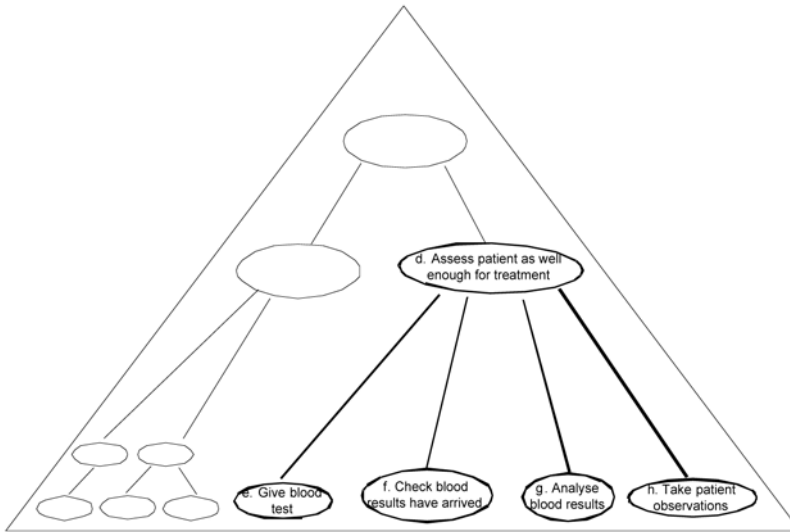 d. Assess patient as well
enough for treatment
e. Give blood
test
f. Check blood
results have arrived
g. Analyse
blood results
h. Take patient
observations